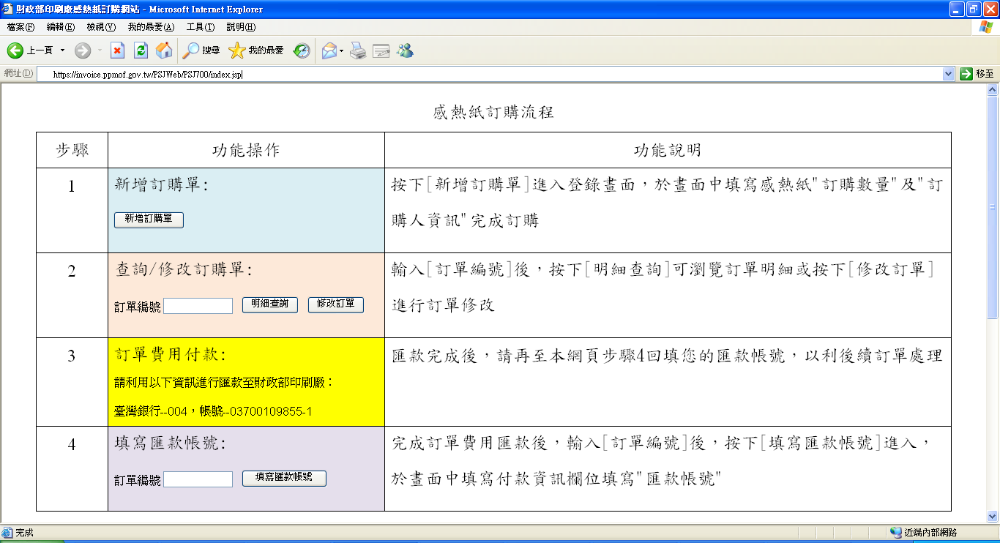 財政部印刷廠感熱紙訂購網站 - Microsoft Internet Explorer
檔案(F) 編輯(E) 檢視(V) 我的最愛(A) 工具(T) 說明(H)
上一頁 搜尋 我的最愛
網址(D) https://invoice.ppmof.gov.tw/PSJWeb/PSJ700/index.jsp 移至
感熱紙訂購流程
步驟 功能操作 功能說明
1 新增訂購單:
新增訂購單
按下[新增訂購單]進入登錄畫面，於畫面中填寫感熱紙"訂購數量"及"訂
購人資訊"完成訂購
2 查詢/修改訂購單:
訂單編號 明細查詢 修改訂單
輸入[訂單編號]後，按下[明細查詢]可瀏覽訂單明細或按下[修改訂單]
進行訂單修改
3 訂單費用付款:
請利用以下資訊進行匯款至財政部印刷廠：
臺灣銀行--004，帳號--03700109855-1
匯款完成後，請再至本網頁步驟4回填您的匯款帳號，以利後續訂單處理
4 填寫匯款帳號:
訂單編號 填寫匯款帳號
完成訂單費用匯款後，輸入[訂單編號]後，按下[填寫匯款帳號]進入，
於畫面中填寫付款資訊欄位填寫"匯款帳號"
完成 近端內部網路